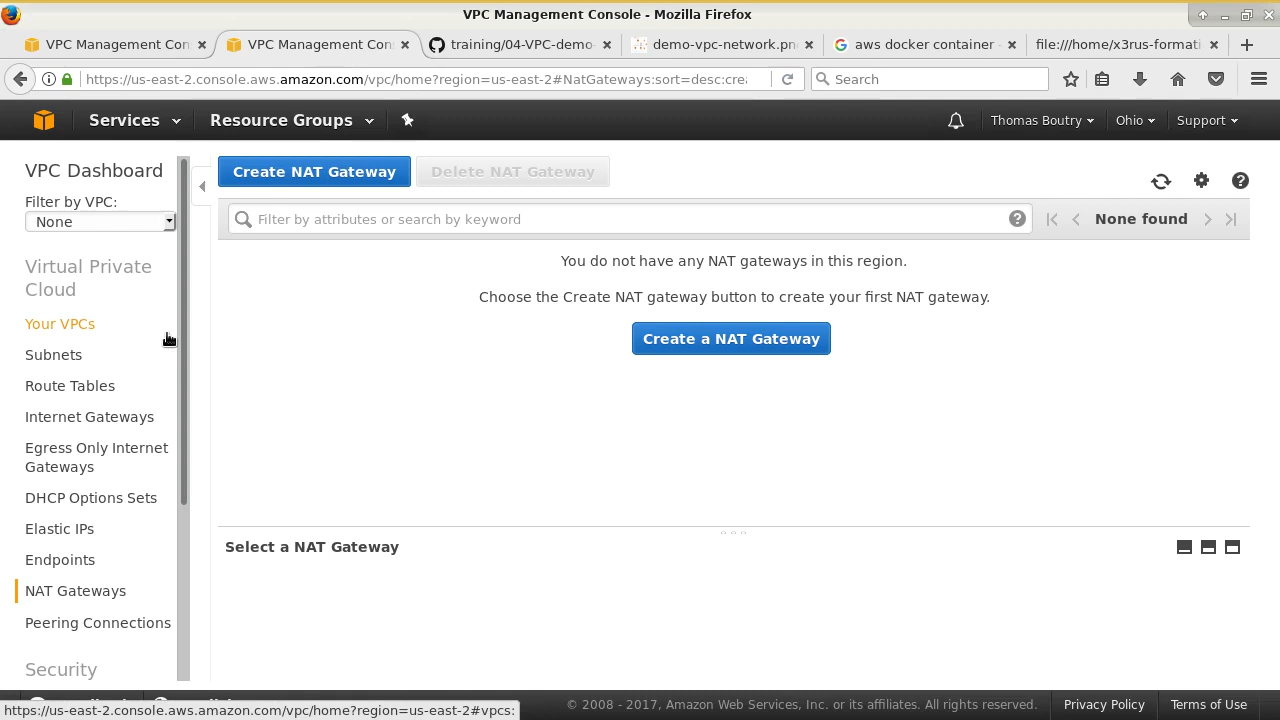 VPC Management Console - Mozilla Firefox
VPC Management Con
VPC Management Con
training/04-VPC-demo-
demo-vpc-network.pn
aws docker container -
file:///home/x3rus-formati
https://us-east-2.console.aws.amazon.com/vpc/home?region=us-east-2#NatGateways:sort=desc:crea
Search
Services
Resource Groups
Thomas Boutry
Ohio
Support
VPC Dashboard
Filter by VPC:
None
Virtual Private
Cloud
Your VPCs
Subnets
Route Tables
Internet Gateways
Egress Only Internet
Gateways
DHCP Options Sets
Elastic IPs
Endpoints
NAT Gateways
Peering Connections
Security
Create NAT Gateway
Delete NAT Gateway
Filter by attributes or search by keyword
None found
You do not have any NAT gateways in this region.
Choose the Create NAT gateway button to create your first NAT gateway.
Create a NAT Gateway
Select a NAT Gateway
© 2008 - 2017, Amazon Web Services, Inc. or its affiliates. All rights reserved.
Privacy Policy
Terms of Use
https://us-east-2.console.aws.amazon.com/vpc/home?region=us-east-2#vpcs: